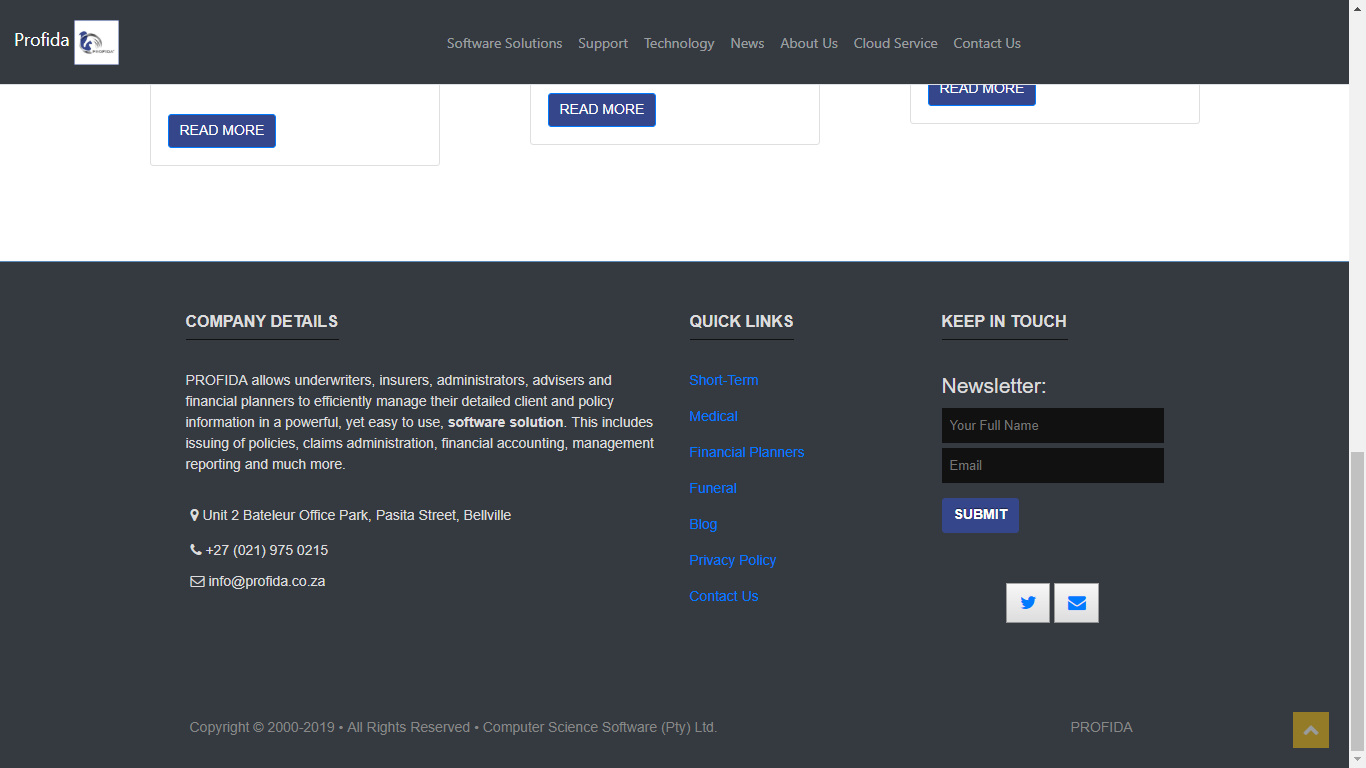 Profida
PROFIDA
Software Solutions Support Technology News About Us Cloud Service Contact Us
READ MORE
READ MORE
READ MORE
COMPANY DETAILS
PROFIDA allows underwriters, insurers, administrators, advisers and
financial planners to efficiently manage their detailed client and policy
information in a powerful, yet easy to use, software solution. This includes
issuing of policies, claims administration, financial accounting, management
reporting and much more.
Unit 2 Bateleur Office Park, Pasita Street, Bellville
+27 (021) 975 0215
info@profida.co.za
QUICK LINKS
Short-Term
Medical
Financial Planners
Funeral
Blog
Privacy Policy
Contact Us
KEEP IN TOUCH
Newsletter:
Your Full Name
Email
SUBMIT
Copyright © 2000-2019 • All Rights Reserved • Computer Science Software (Pty) Ltd.
PROFIDA